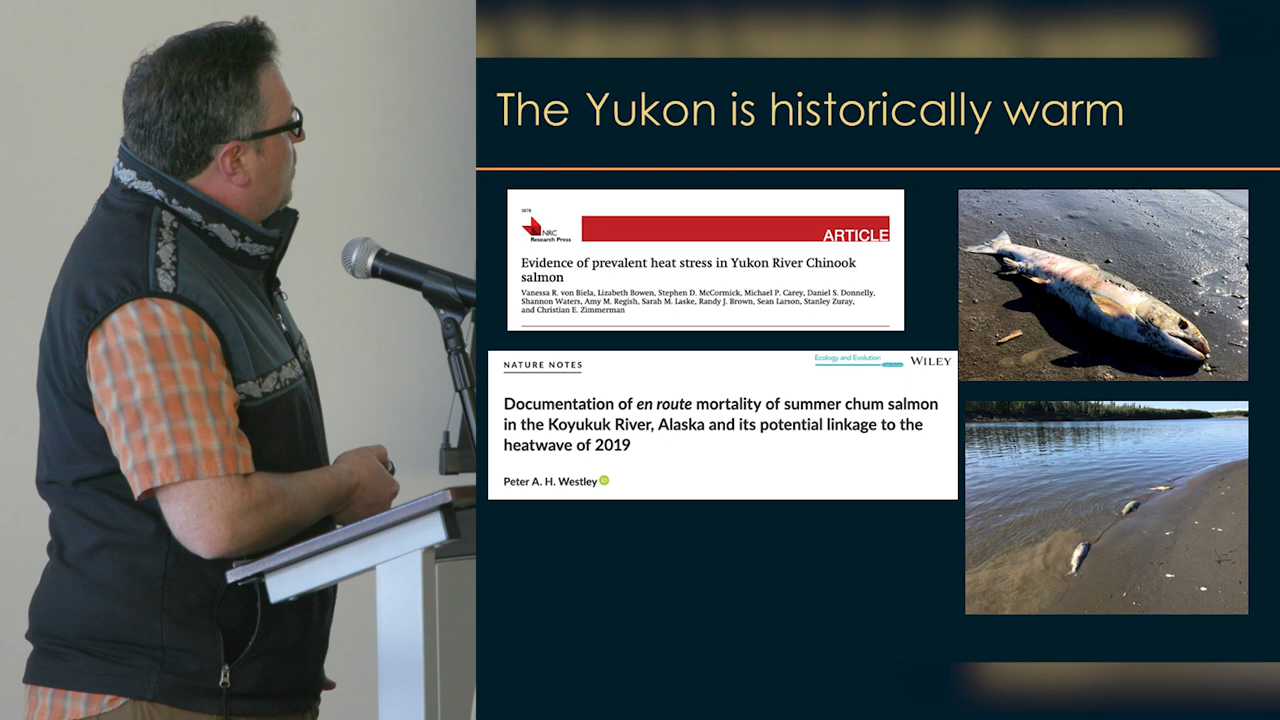 The Yukon is historically warm
1078
NRC
Research Press
ARTICLE
Evidence of prevalent heat stress in Yukon River Chinook
salmon
Vanessa R. von Biela, Lizabeth Bowen, Stephen D. McCormick, Michael P. Carey, Daniel S. Donnelly,
Shannon Waters, Amy M. Regish, Sarah M. Laske, Randy J. Brown, Sean Larson, Stanley Zuray,
and Christian E. Zimmerman
NATURE NOTES
Ecology and Evolution
WILEY
Documentation of en route mortality of summer chum salmon
in the Koyukuk River, Alaska and its potential linkage to the
heatwave of 2019
Peter A. H. Westley
iD